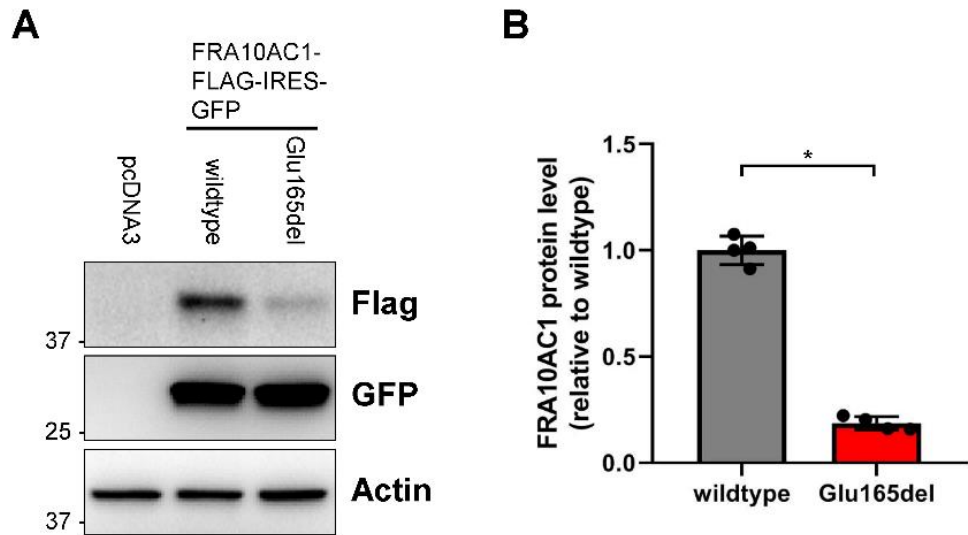 A
FRA10AC1-
FLAG-IRES-
GFP
pcDNA3
wildtype
Glu165del
Flag
37
GFP
25
Actin
37
B
FRA10AC1 protein level
(relative to wildtype)
1.5
1.0
0.5
0.0
*
wildtype
Glu165del